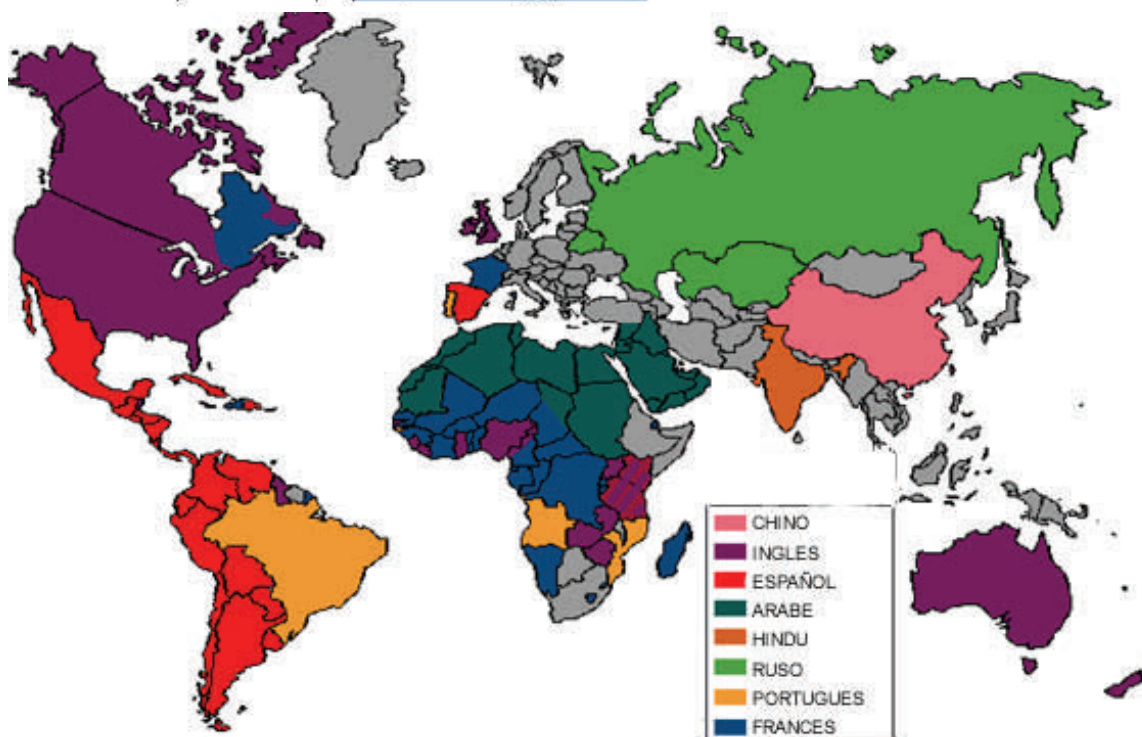 CHINO
INGLES
ESPAÑOL
ARABE
HINDU
RUSO
PORTUGUES
FRANCES